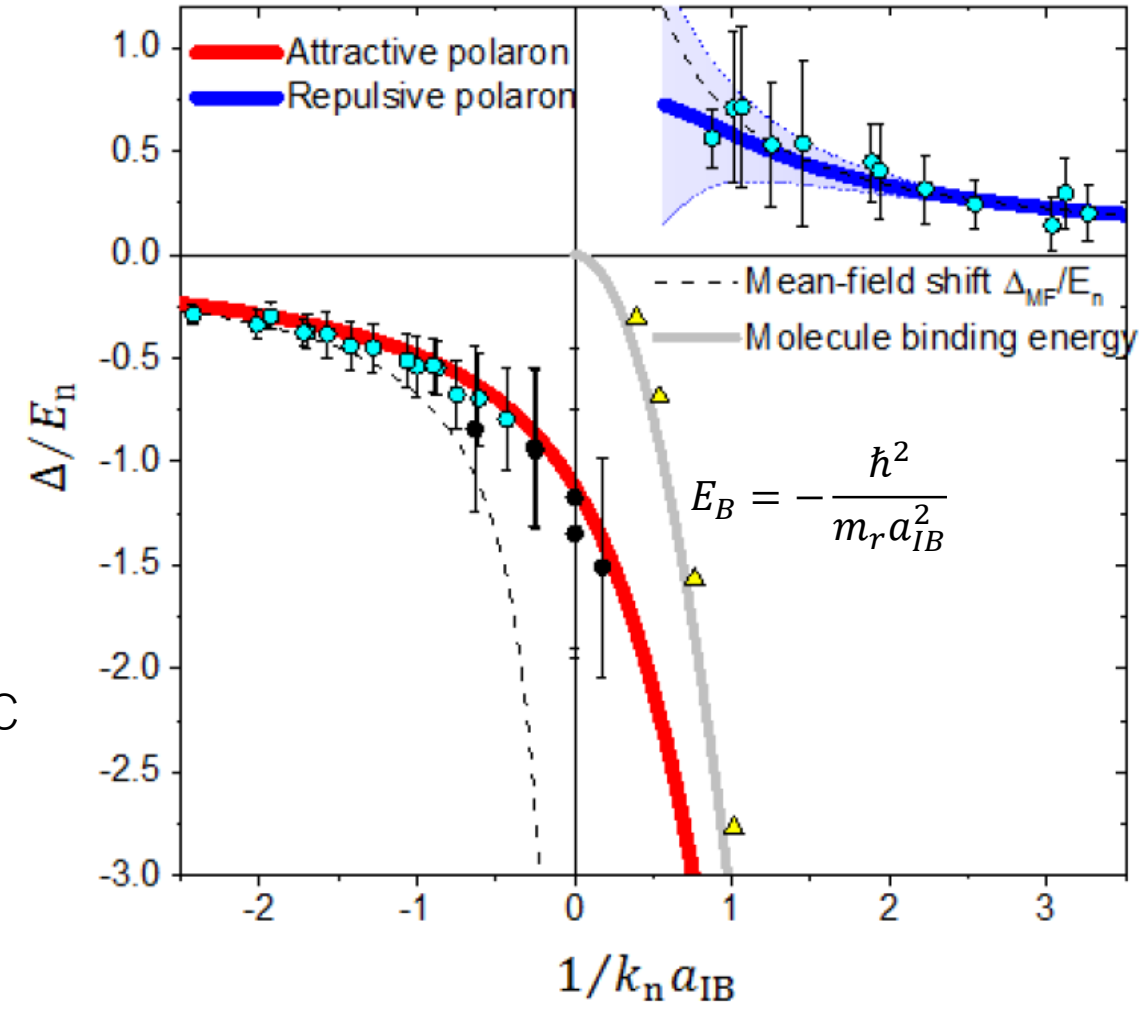 1.0
0.5
0.0
-0.5
-1.0
-1.5
-2.0
-2.5
-3.0
Δ/Eₙ
C
Attractive polaron
Repulsive polaron
Mean-field shift Δ_MF/Eₙ
Molecule binding energy
E_B = − ħ² / (m_r a_IB²)
-2 -1 0 1 2 3
1/kₙ a_IB